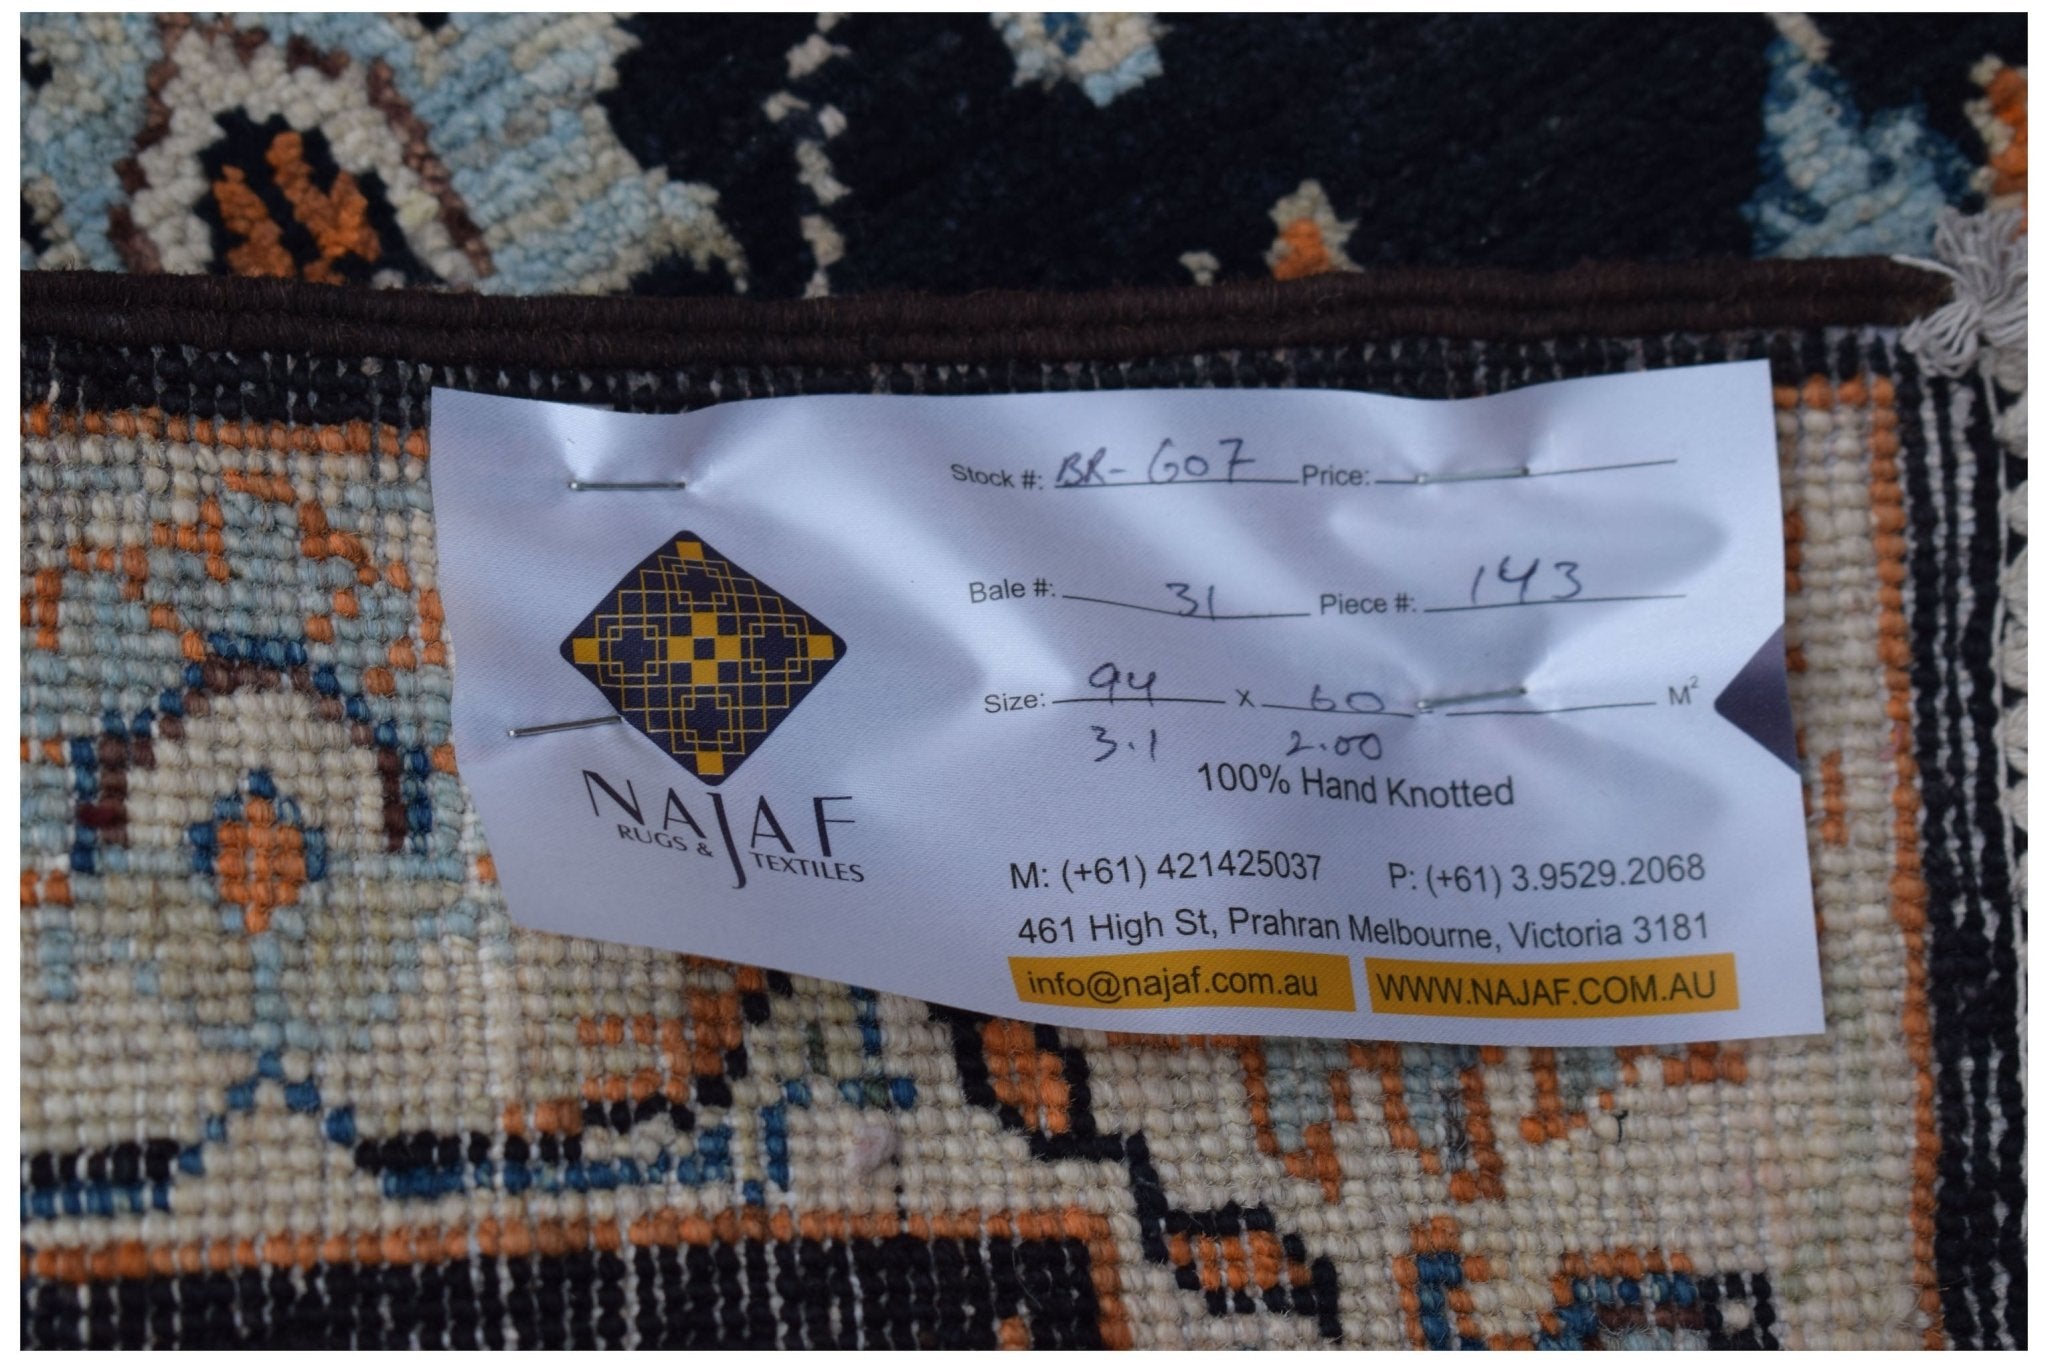 Stock #: BR-607 Price:
Bale #: 31 Piece #: 143
Size: 94 x 60 M²
3.1 2.00
100% Hand Knotted
NAJAF
RUGS & TEXTILES
M: (+61) 421425037 P: (+61) 3.9529.2068
461 High St, Prahran Melbourne, Victoria 3181
info@najaf.com.au WWW.NAJAF.COM.AU